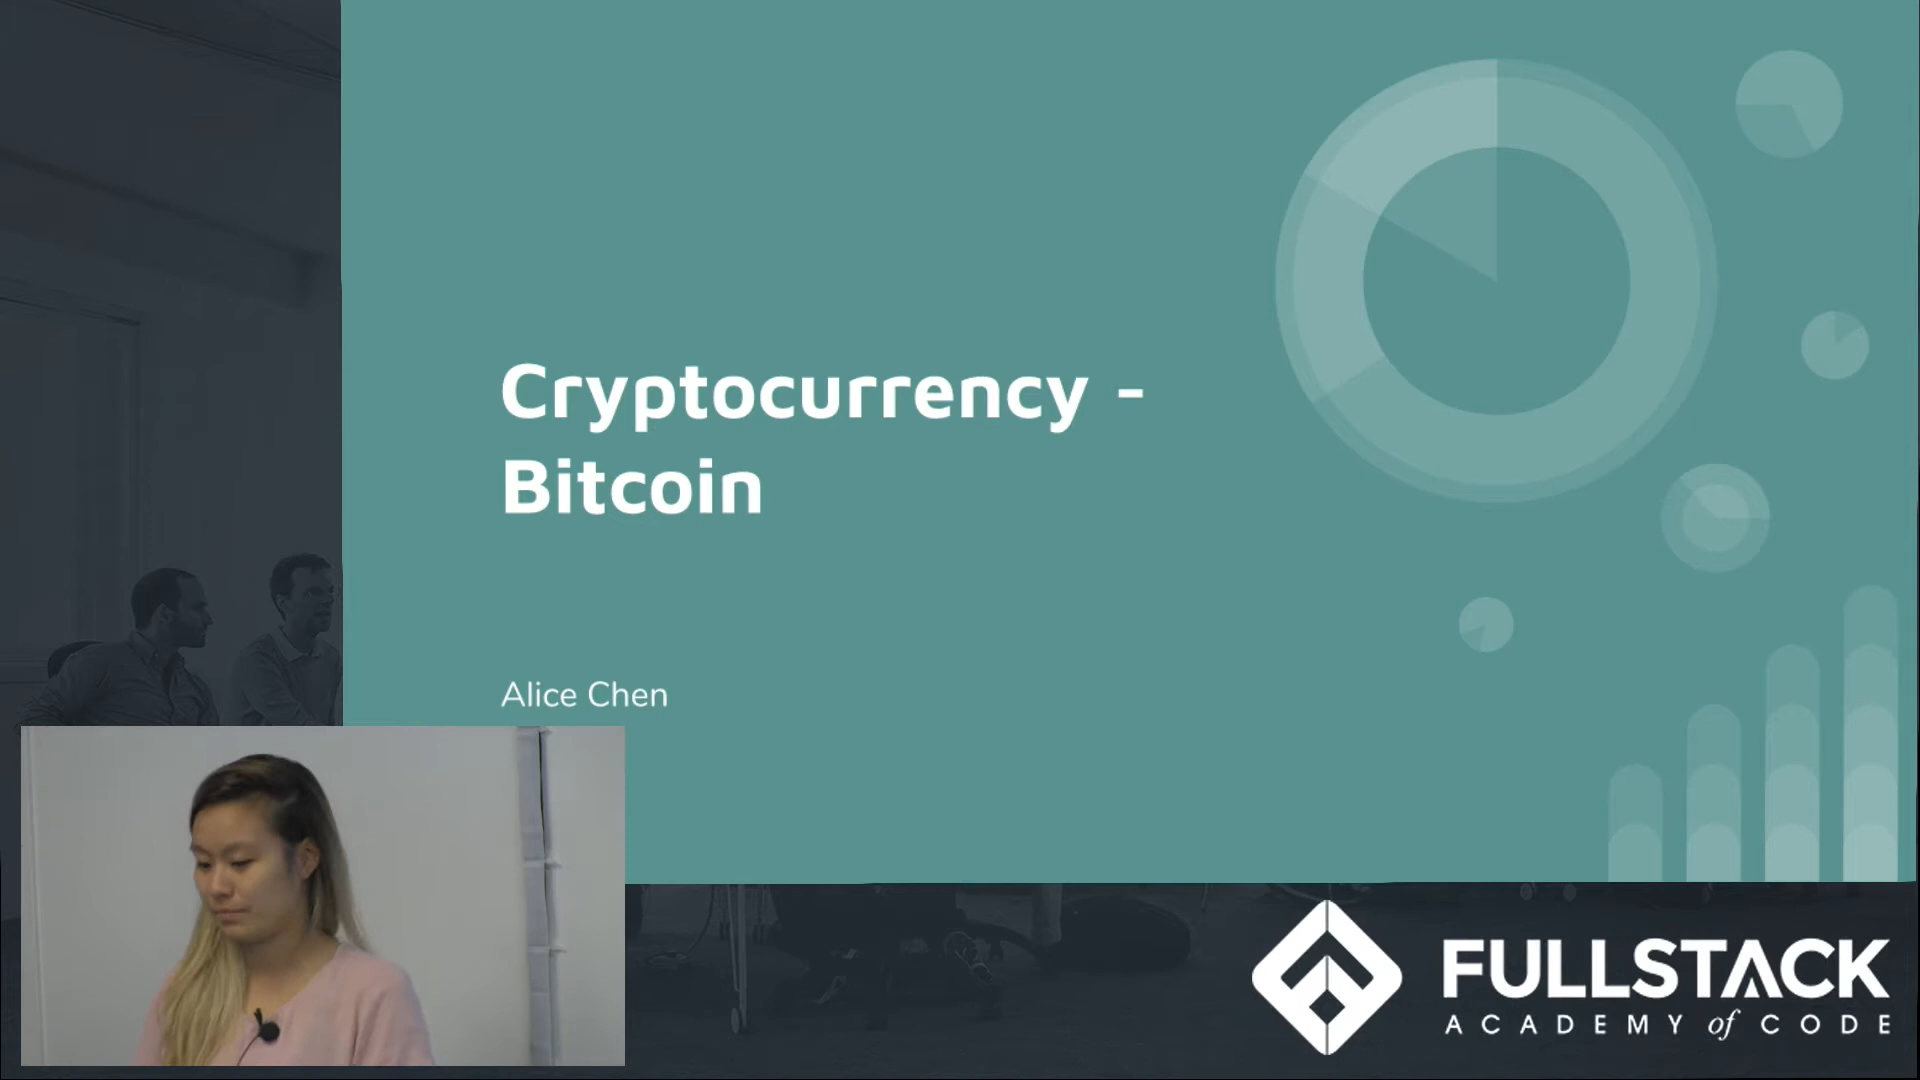 Cryptocurrency -
Bitcoin
Alice Chen
FULLSTACK
ACADEMY of CODE